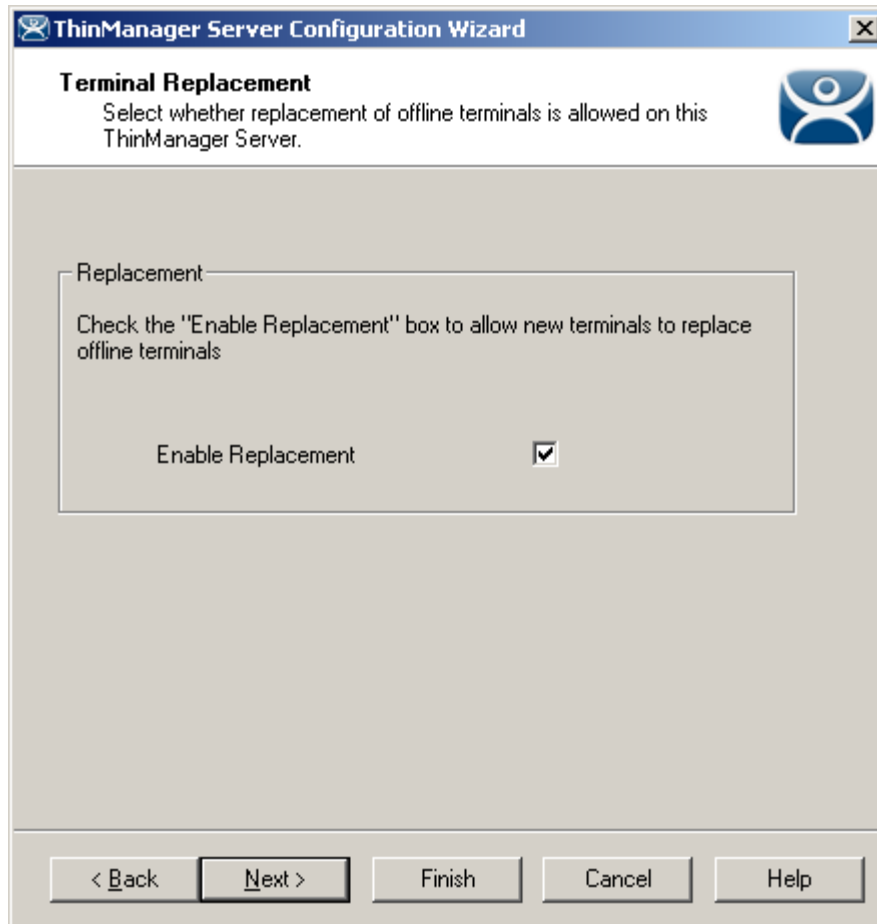 ThinManager Server Configuration Wizard
Terminal Replacement
Select whether replacement of offline terminals is allowed on this
ThinManager Server.
Replacement
Check the "Enable Replacement" box to allow new terminals to replace
offline terminals
Enable Replacement
< Back Next > Finish Cancel Help